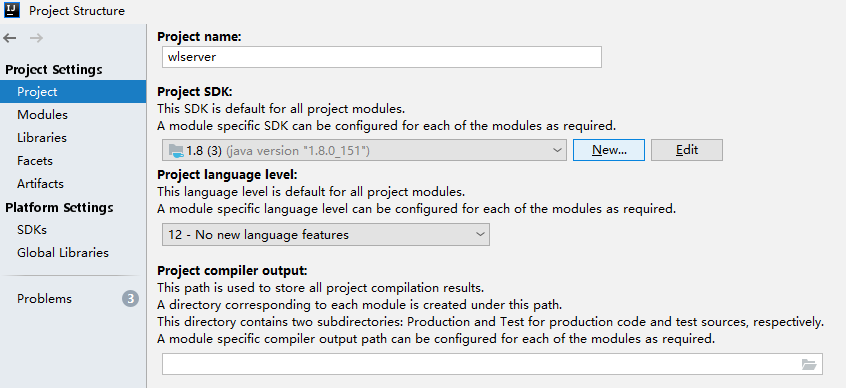 IJ
Project Structure
Project Settings
Project
Modules
Libraries
Facets
Artifacts
Platform Settings
SDKs
Global Libraries
Problems 3
Project name:
wlserver
Project SDK:
This SDK is default for all project modules.
A module specific SDK can be configured for each of the modules as required.
1.8 (3) (java version "1.8.0_151") New... Edit
Project language level:
This language level is default for all project modules.
A module specific language level can be configured for each of the modules as required.
12 - No new language features
Project compiler output:
This path is used to store all project compilation results.
A directory corresponding to each module is created under this path.
This directory contains two subdirectories: Production and Test for production code and test sources, respectively.
A module specific compiler output path can be configured for each of the modules as required.